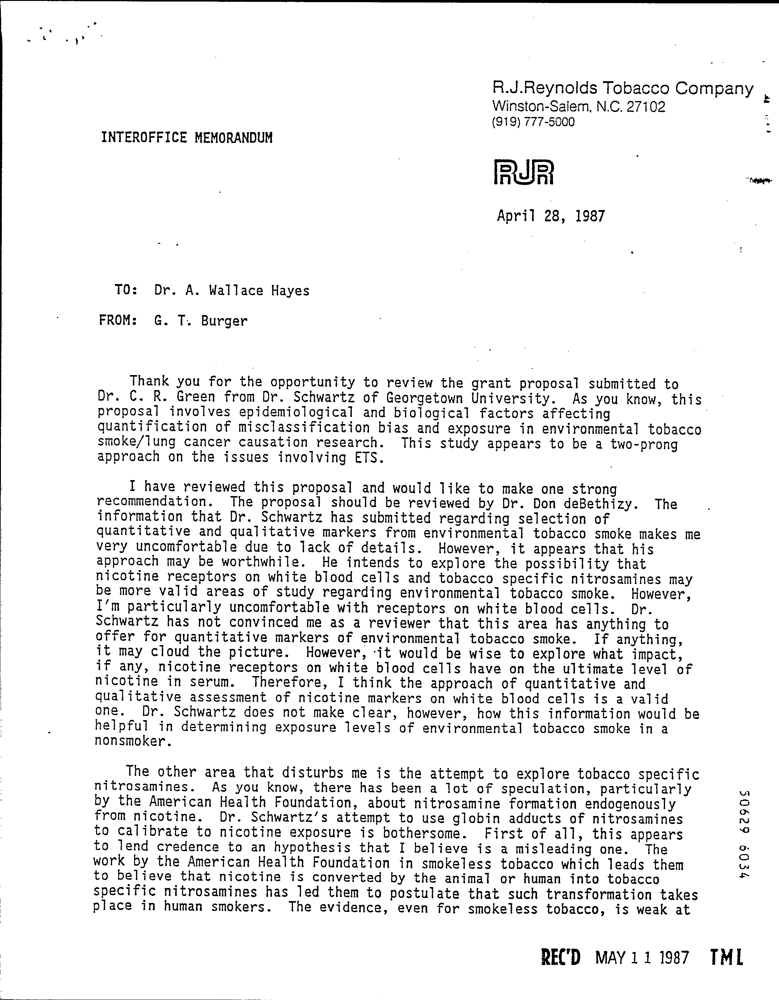 R.J.Reynolds Tobacco Company
Winston-Salem, N.C. 27102
(919) 777-5000
INTEROFFICE MEMORANDUM
RJR
April 28, 1987
TO: Dr. A. Wallace Hayes
FROM: G. T. Burger
Thank you for the opportunity to review the grant proposal submitted to
Dr. C. R. Green from Dr. Schwartz of Georgetown University. As you know, this
proposal involves epidemiological and biological factors affecting
quantification of misclassification bias and exposure in environmental tobacco
smoke/lung cancer causation research. This study appears to be a two-prong
approach on the issues involving ETS.
I have reviewed this proposal and would like to make one strong
recommendation. The proposal should be reviewed by Dr. Don deBethizy. The
information that Dr. Schwartz has submitted regarding selection of
quantitative and qualitative markers from environmental tobacco smoke makes me
very uncomfortable due to lack of details. However, it appears that his
approach may be worthwhile. He intends to explore the possibility that
nicotine receptors on white blood cells and tobacco specific nitrosamines may
be more valid areas of study regarding environmental tobacco smoke. However,
I'm particularly uncomfortable with receptors on white blood cells. Dr.
Schwartz has not convinced me as a reviewer that this area has anything to
offer for quantitative markers of environmental tobacco smoke. If anything,
it may cloud the picture. However, it would be wise to explore what impact,
if any, nicotine receptors on white blood cells have on the ultimate level of
nicotine in serum. Therefore, I think the approach of quantitative and
qualitative assessment of nicotine markers on white blood cells is a valid
one. Dr. Schwartz does not make clear, however, how this information would be
helpful in determining exposure levels of environmental tobacco smoke in a
nonsmoker.
The other area that disturbs me is the attempt to explore tobacco specific
nitrosamines. As you know, there has been a lot of speculation, particularly
by the American Health Foundation, about nitrosamine formation endogenously
from nicotine. Dr. Schwartz's attempt to use globin adducts of nitrosamines
to calibrate to nicotine exposure is bothersome. First of all, this appears
to lend credence to an hypothesis that I believe is a misleading one. The
work by the American Health Foundation in smokeless tobacco which leads them
to believe that nicotine is converted by the animal or human into tobacco
specific nitrosamines has led them to postulate that such transformation takes
place in human smokers. The evidence, even for smokeless tobacco, is weak at
50629 6034
REC'D MAY 11 1987 TML